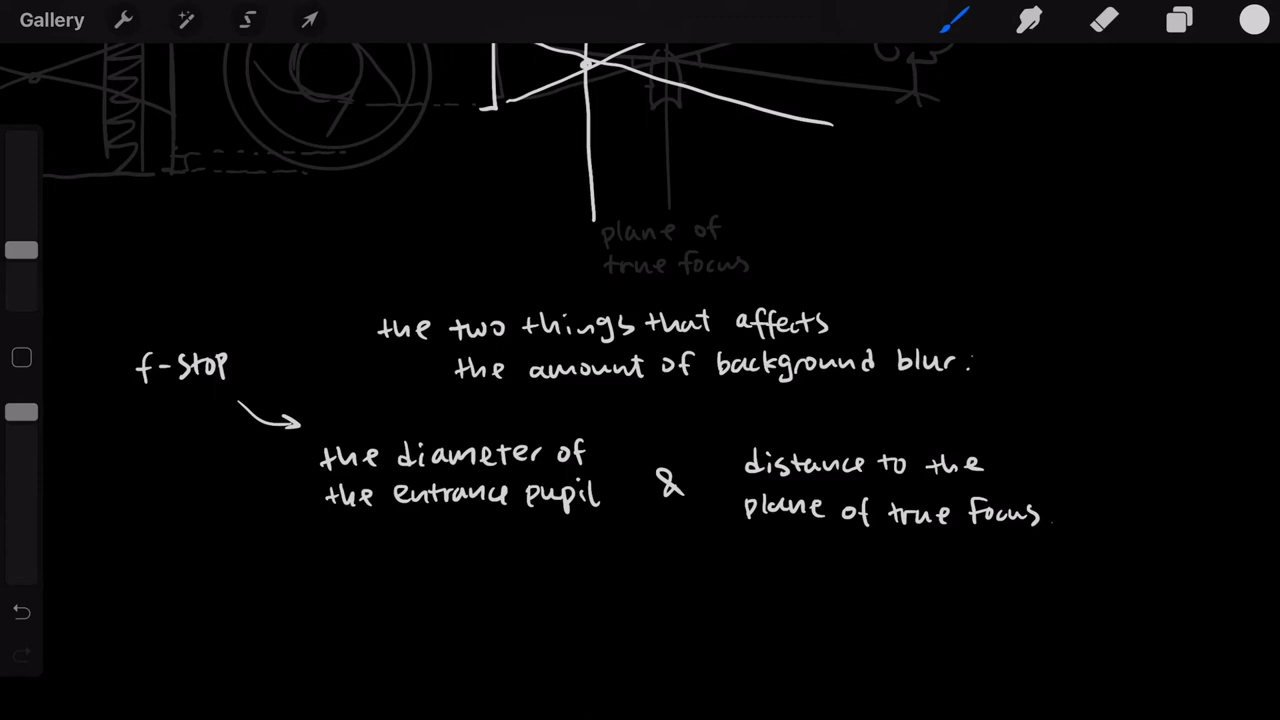 Gallery
plane of
true focus
the two things that affects
the amount of background blur:
f-stop
the diameter of
the entrance pupil
&
distance to the
plane of true focus.